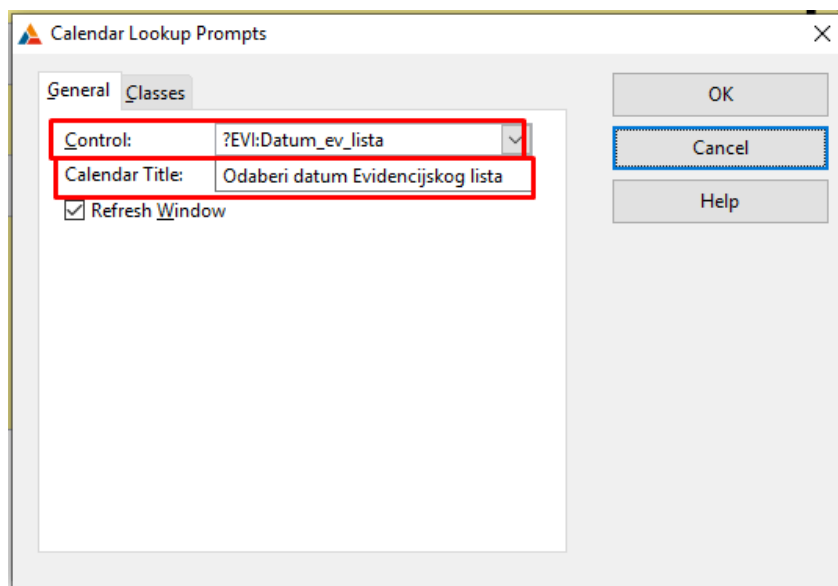 Calendar Lookup Prompts
General Classes
OK
Control: ?EVI:Datum_ev_lista
Cancel
Calendar Title: Odaberi datum Evidencijskog lista
Help
Refresh Window